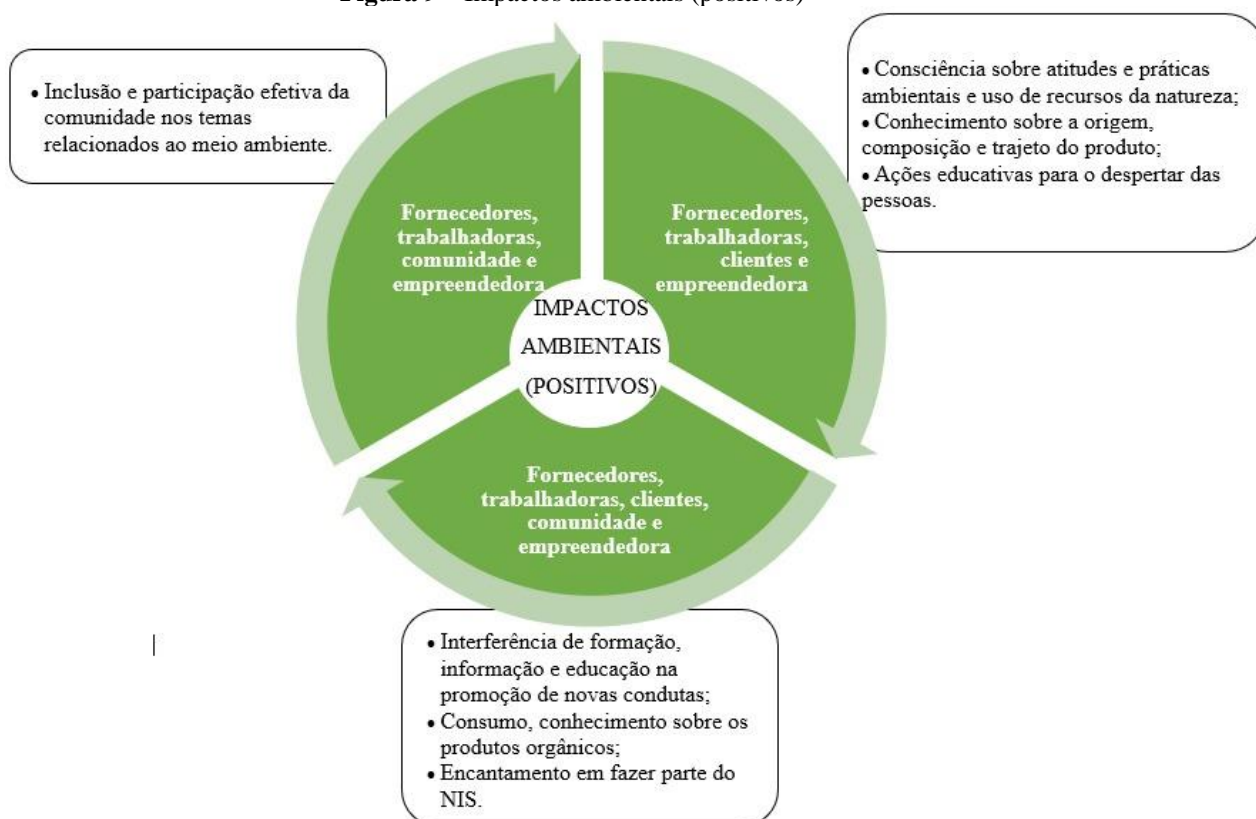 Impactos ambientais (positivos)
• Inclusão e participação efetiva da
comunidade nos temas
relacionados ao meio ambiente.
• Consciência sobre atitudes e práticas
ambientais e uso de recursos da natureza;
• Conhecimento sobre a origem,
composição e trajeto do produto;
• Ações educativas para o despertar das
pessoas.
Fornecedores,
trabalhadoras,
comunidade e
empreendedora
Fornecedores,
trabalhadoras,
clientes e
empreendedora
IMPACTOS
AMBIENTAIS
(POSITIVOS)
Fornecedores,
trabalhadoras, clientes,
comunidade e
empreendedora
• Interferência de formação,
informação e educação na
promoção de novas condutas;
• Consumo, conhecimento sobre os
produtos orgânicos;
• Encantamento em fazer parte do
NIS.